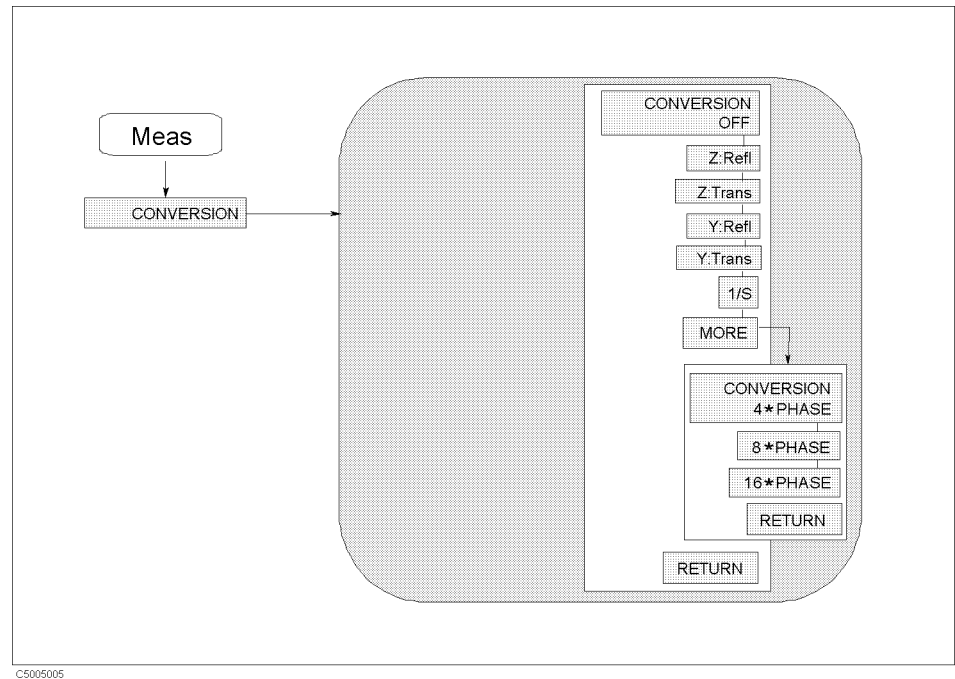 Meas
CONVERSION
CONVERSION
OFF
Z:Refl
Z:Trans
Y:Refl
Y:Trans
1/S
MORE
CONVERSION
4*PHASE
8*PHASE
16*PHASE
RETURN
RETURN
C5005005